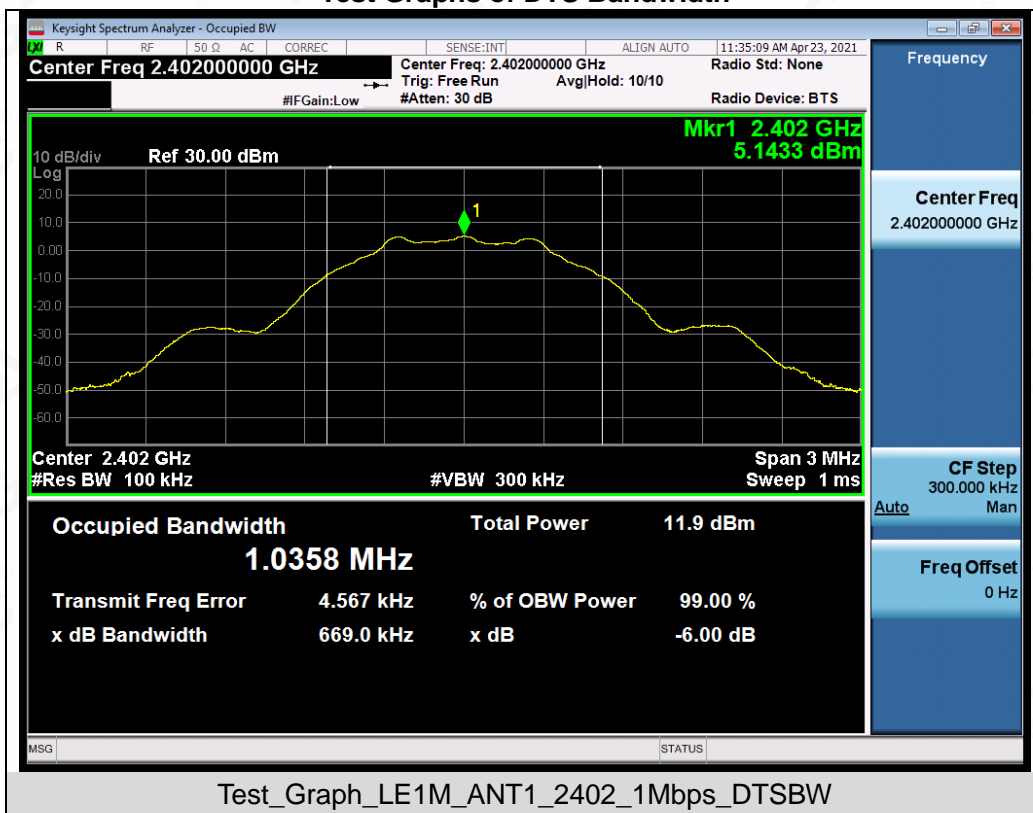 Test Graphs of DTS Bandwidth
Keysight Spectrum Analyzer - Occupied BW
LXI R RF 50 Ω AC CORREC SENSE:INT ALIGN AUTO 11:35:09 AM Apr 23, 2021
Center Freq 2.402000000 GHz
Center Freq: 2.402000000 GHz
Radio Std: None
Trig: Free Run Avg|Hold: 10/10
#IFGain:Low #Atten: 30 dB Radio Device: BTS
Frequency
Mkr1 2.402 GHz
10 dB/div Ref 30.00 dBm 5.1433 dBm
Log
20.0
10.0
0.00
-10.0
-20.0
-30.0
-40.0
-50.0
-60.0
1
Center 2.402 GHz Span 3 MHz
#Res BW 100 kHz #VBW 300 kHz Sweep 1 ms
Center Freq
2.402000000 GHz
CF Step
300.000 kHz
Auto Man
Freq Offset
0 Hz
Occupied Bandwidth Total Power 11.9 dBm
1.0358 MHz
Transmit Freq Error 4.567 kHz % of OBW Power 99.00 %
x dB Bandwidth 669.0 kHz x dB -6.00 dB
MSG STATUS
Test_Graph_LE1M_ANT1_2402_1Mbps_DTSBW